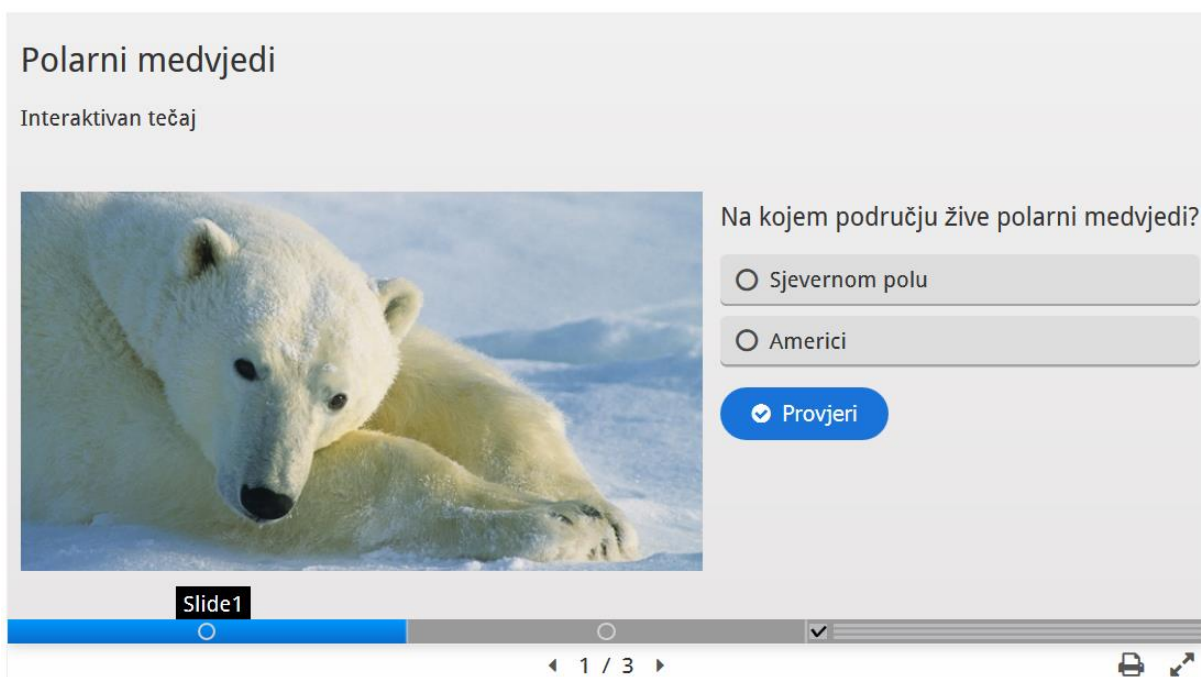 Polarni medvjedi
Interaktivan tečaj
Na kojem području žive polarni medvjedi?
Sjevernom polu
Americi
Provjeri
Slide1
1 / 3